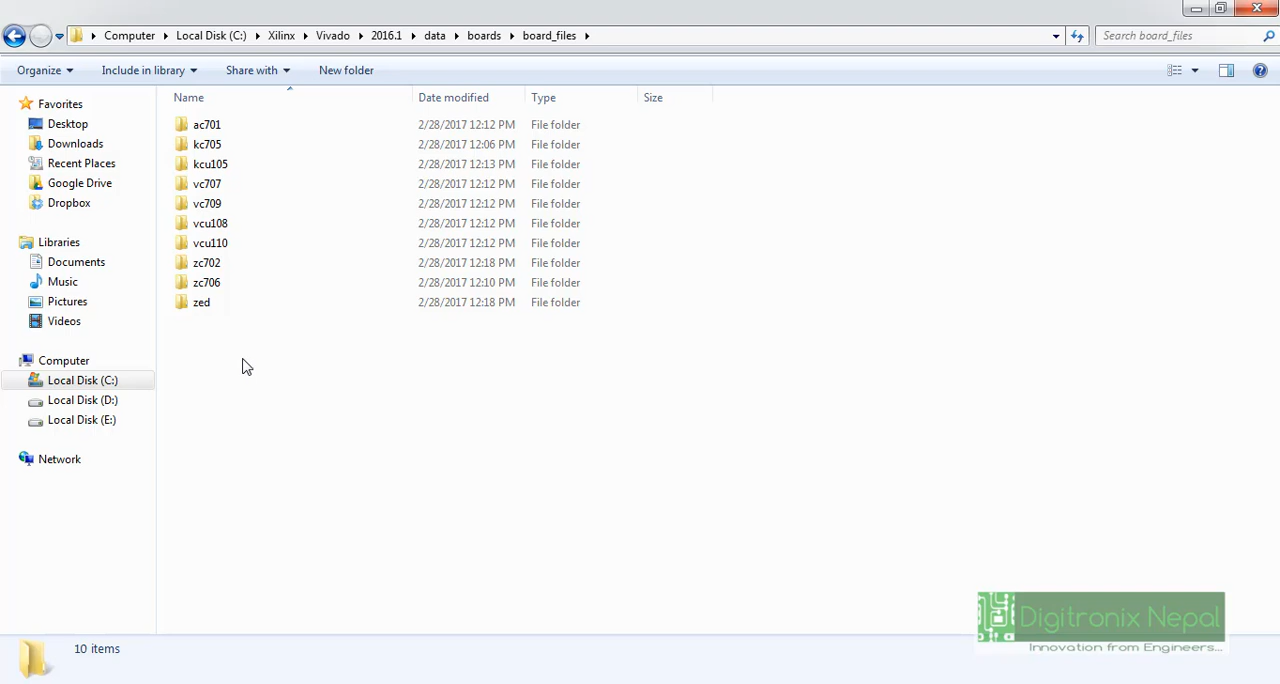 Computer Local Disk (C:) Xilinx Vivado 2016.1 data boards board_files
Search board_files
Organize Include in library Share with New folder
Favorites
Desktop
Downloads
Recent Places
Google Drive
Dropbox
Libraries
Documents
Music
Pictures
Videos
Computer
Local Disk (C:)
Local Disk (D:)
Local Disk (E:)
Network
Name Date modified Type Size
ac701 2/28/2017 12:12 PM File folder
kc705 2/28/2017 12:06 PM File folder
kcu105 2/28/2017 12:13 PM File folder
vc707 2/28/2017 12:12 PM File folder
vc709 2/28/2017 12:12 PM File folder
vcu108 2/28/2017 12:12 PM File folder
vcu110 2/28/2017 12:12 PM File folder
zc702 2/28/2017 12:18 PM File folder
zc706 2/28/2017 12:10 PM File folder
zed 2/28/2017 12:18 PM File folder
10 items
Digitronix Nepal
Innovation from Engineers...